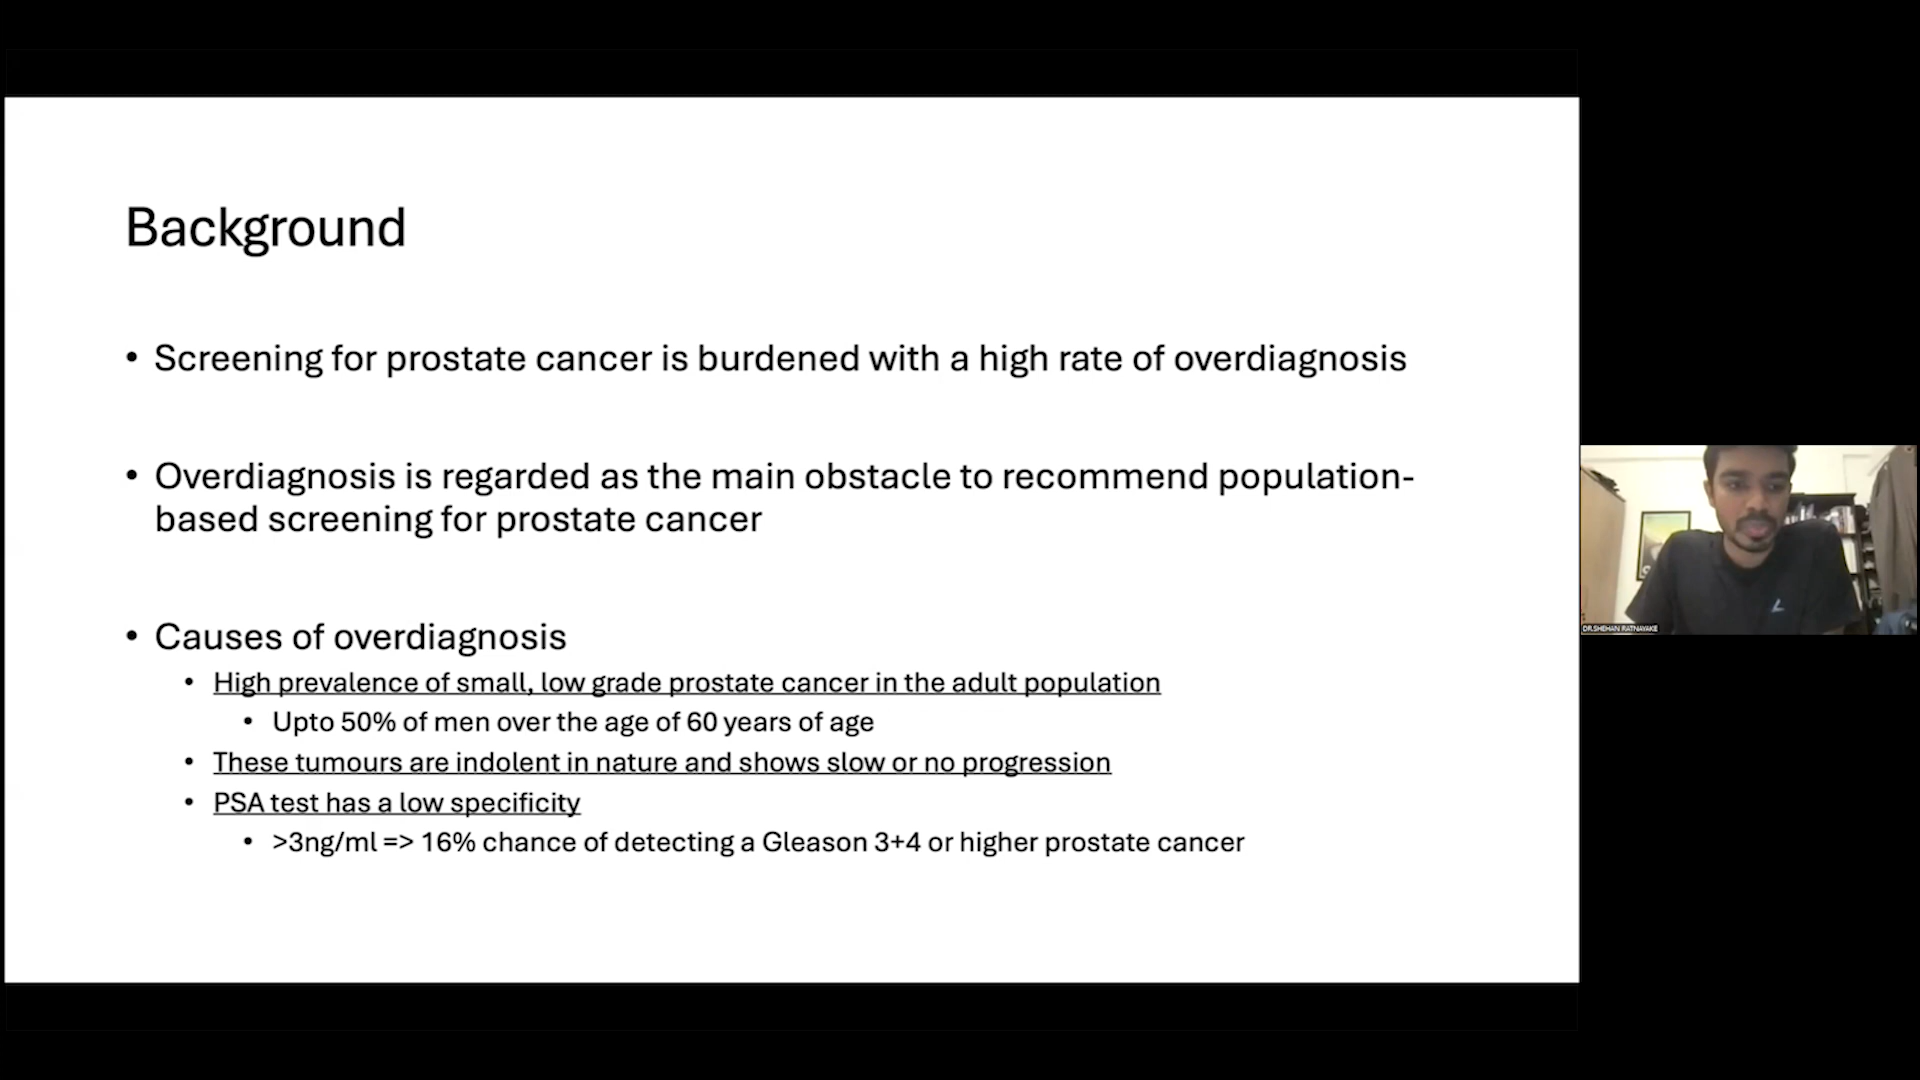 Background
• Screening for prostate cancer is burdened with a high rate of overdiagnosis
• Overdiagnosis is regarded as the main obstacle to recommend population-
based screening for prostate cancer
• Causes of overdiagnosis
• High prevalence of small, low grade prostate cancer in the adult population
• Upto 50% of men over the age of 60 years of age
• These tumours are indolent in nature and shows slow or no progression
• PSA test has a low specificity
• >3ng/ml => 16% chance of detecting a Gleason 3+4 or higher prostate cancer
DR.SHEHAN RATNAYAKE